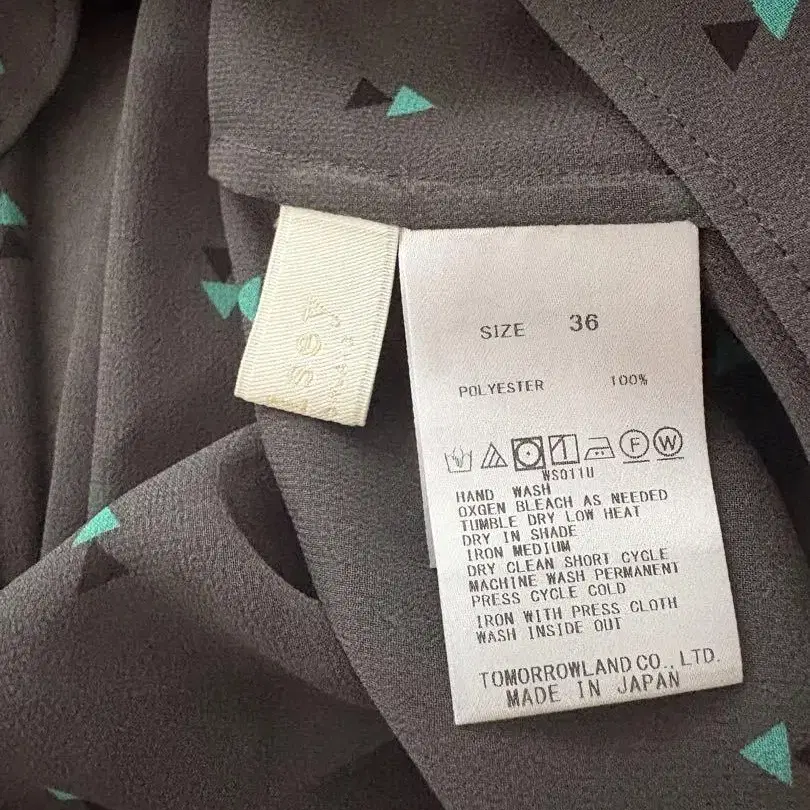 SIZE 36
POLYESTER 100%
F W
WS011U
HAND WASH
OXGEN BLEACH AS NEEDED
TUMBLE DRY LOW HEAT
DRY IN SHADE
IRON MEDIUM
DRY CLEAN SHORT CYCLE
MACHINE WASH PERMANENT
PRESS CYCLE COLD
IRON WITH PRESS CLOTH
WASH INSIDE OUT
TOMORROWLAND CO., LTD.
MADE IN JAPAN